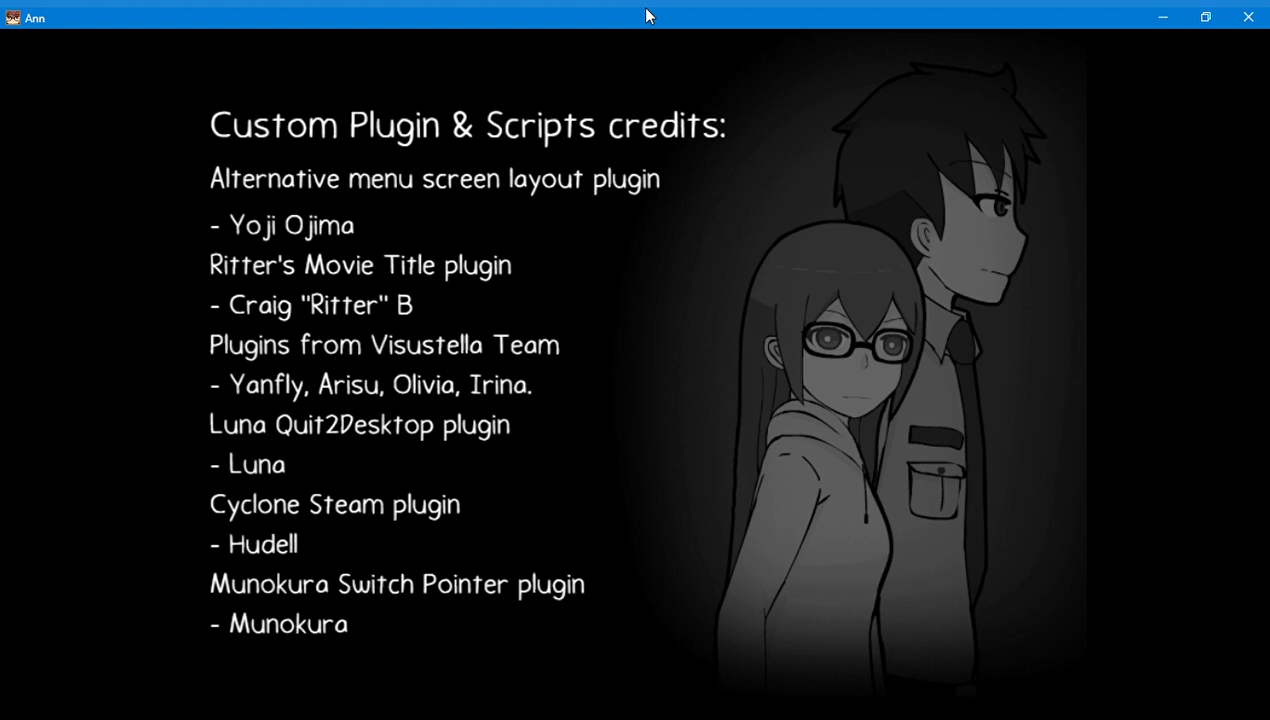 Ann
Custom Plugin & Scripts credits:
Alternative menu screen layout plugin
- Yoji Ojima
Ritter's Movie Title plugin
- Craig "Ritter" B
Plugins from Visustella Team
- Yanfly, Arisu, Olivia, Irina.
Luna Quit2Desktop plugin
- Luna
Cyclone Steam plugin
- Hudell
Munokura Switch Pointer plugin
- Munokura